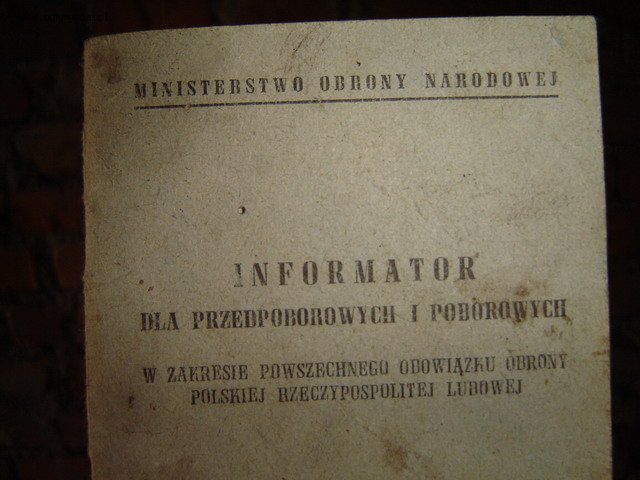 MINISTERSTWO OBRONY NARODOWEJ
INFORMATOR
DLA PRZEDPOBOROWYCH I POBOROWYCH
W ZAKRESIE POWSZECHNEGO OBOWIĄZKU OBRONY
POLSKIEJ RZECZYPOSPOLITEJ LUDOWEJ